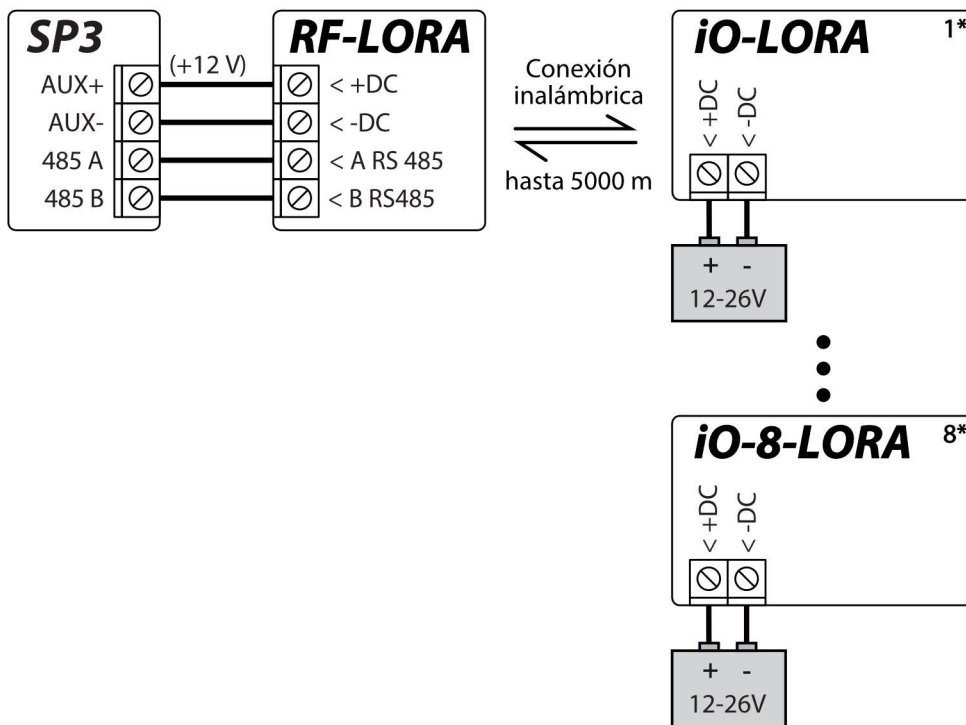 SP3
AUX+
AUX-
485 A
485 B
(+12 V)
RF-LORA
< +DC
< -DC
< A RS 485
< B RS485
Conexión
inalámbrica
hasta 5000 m
iO-LORA 1*
< +DC
< -DC
+ -
12-26V
iO-8-LORA 8*
< +DC
< -DC
+ -
12-26V